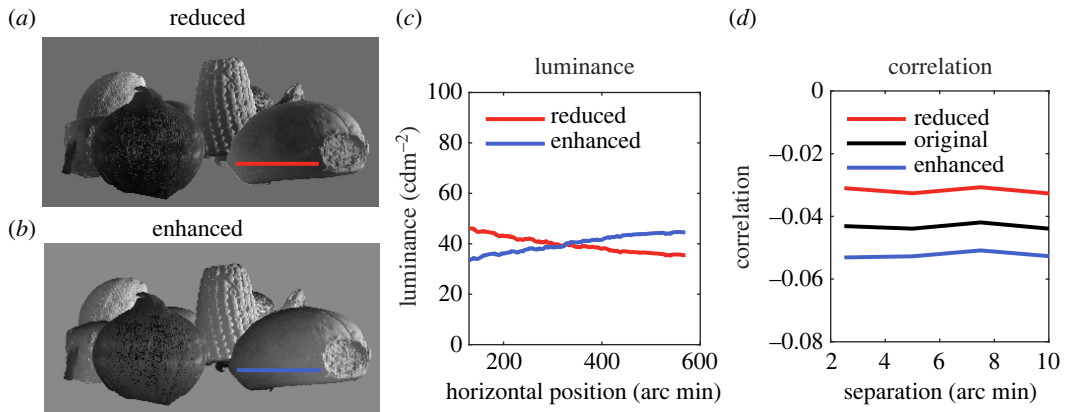 (a)
reduced
(b)
enhanced
(c)
luminance
100
80
60
40
20
0
luminance (cdm⁻²)
reduced
enhanced
200
400
600
horizontal position (arc min)
(d)
correlation
0
–0.02
–0.04
–0.06
–0.08
correlation
reduced
original
enhanced
2
4
6
8
10
separation (arc min)